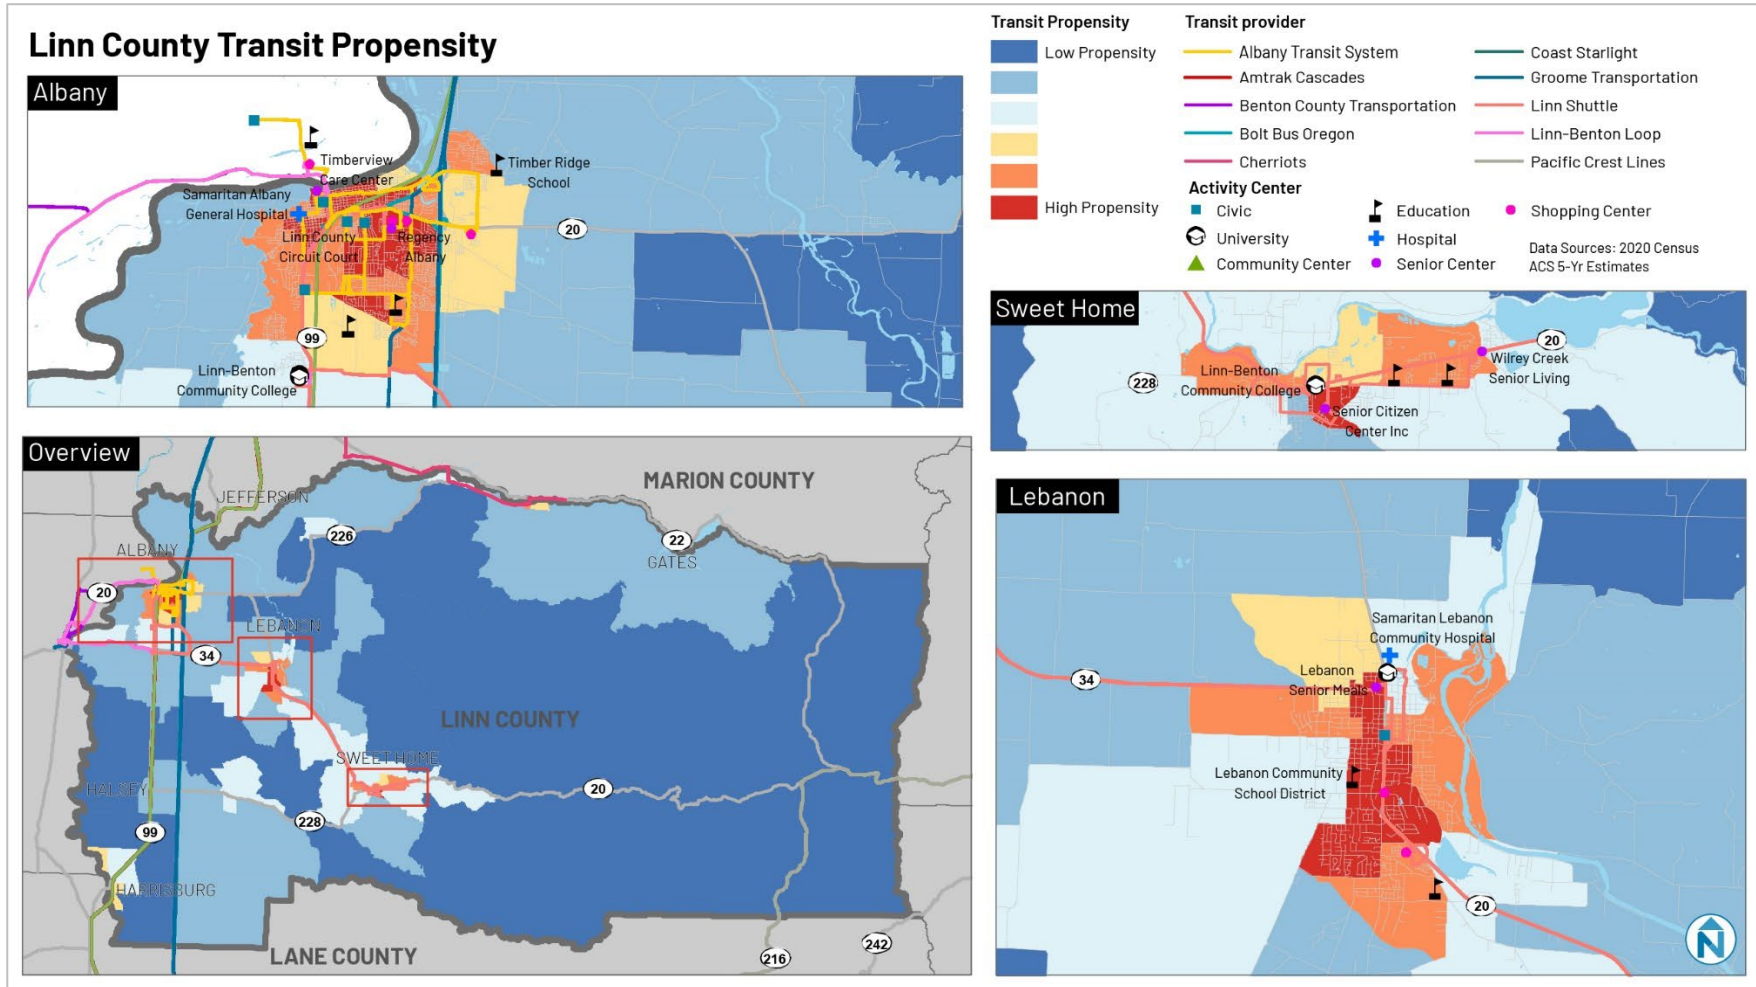 Linn County Transit Propensity
Transit Propensity
Low Propensity
High Propensity
Transit provider
Albany Transit System
Amtrak Cascades
Benton County Transportation
Bolt Bus Oregon
Cherriots
Coast Starlight
Groome Transportation
Linn Shuttle
Linn-Benton Loop
Pacific Crest Lines
Activity Center
Civic
University
Community Center
Education
Hospital
Senior Center
Shopping Center
Data Sources: 2020 Census
ACS 5-Yr Estimates
Albany
Timberview
Care Center
Samaritan Albany
General Hospital
Linn County
Circuit Court
Regency
Albany
Timber Ridge
School
20
99
Linn-Benton
Community College
Sweet Home
228
Linn-Benton
Community College
Senior Citizen
Center Inc
20
Wilrey Creek
Senior Living
Overview
MARION COUNTY
JEFFERSON
226
22
GATES
ALBANY
20
LEBANON
34
LINN COUNTY
SWEET HOME
20
HALSEY
228
99
HARRISBURG
LANE COUNTY
216
242
Lebanon
Samaritan Lebanon
Community Hospital
34
Lebanon
Senior Meals
Lebanon Community
School District
20
N